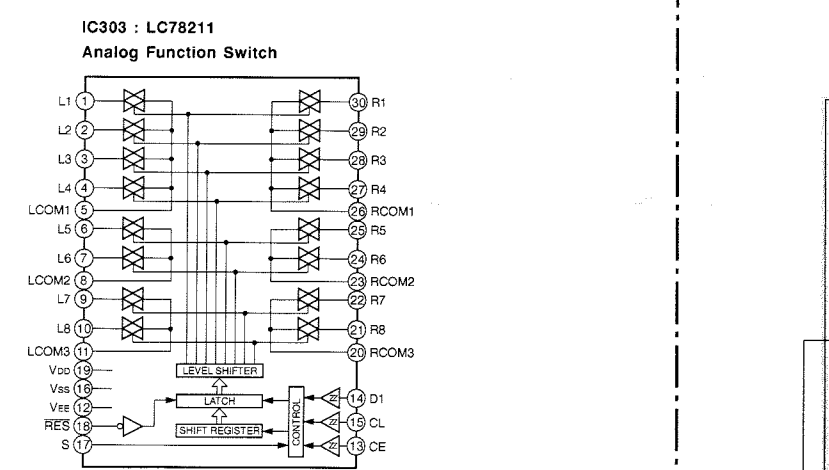 IC303 : LC78211
Analog Function Switch
L1 1 30 R1
L2 2 29 R2
L3 3 28 R3
L4 4 27 R4
LCOM1 5 26 RCOM1
L5 6 25 R5
L6 7 24 R6
LCOM2 8 23 RCOM2
L7 9 22 R7
L8 10 21 R8
LCOM3 11 20 RCOM3
VDD 19 LEVEL SHIFTER
VSS 16 LATCH 14 D1
VEE 12 CONTROL
RES 18 SHIFT REGISTER 15 CL
S 17 13 CE